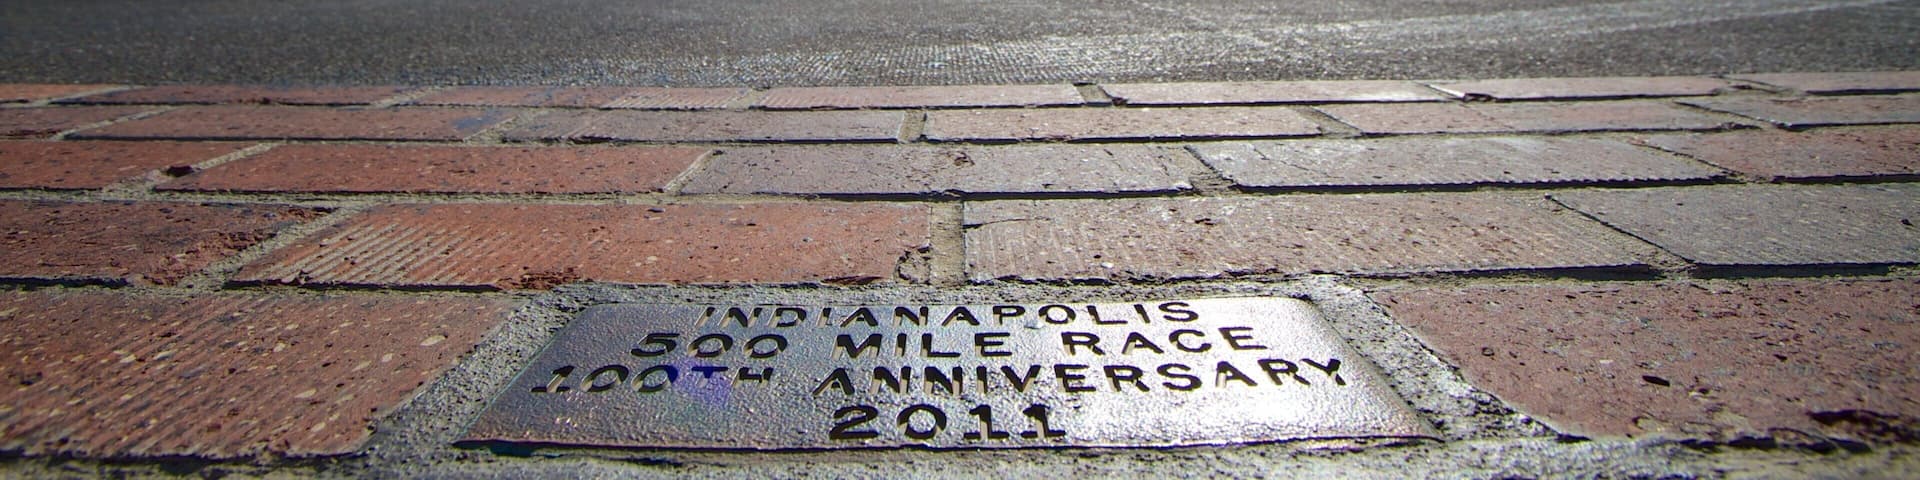 INDIANAPOLIS
500 MILE RACE
100TH ANNIVERSARY
2011